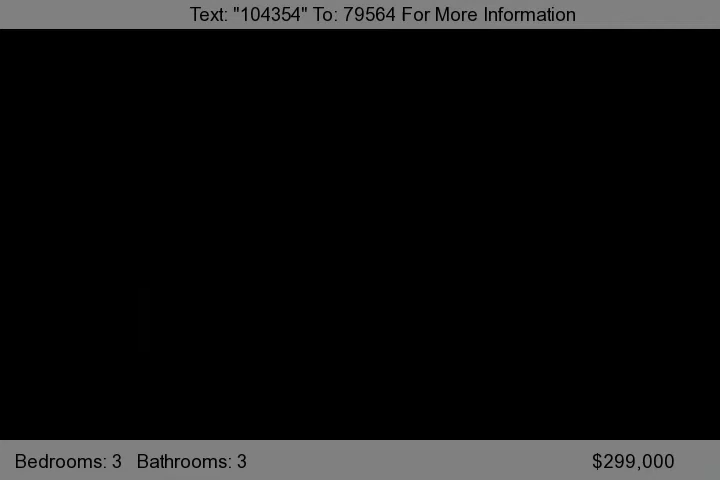 Text: "104354" To: 79564 For More Information
Bedrooms: 3 Bathrooms: 3 $299,000